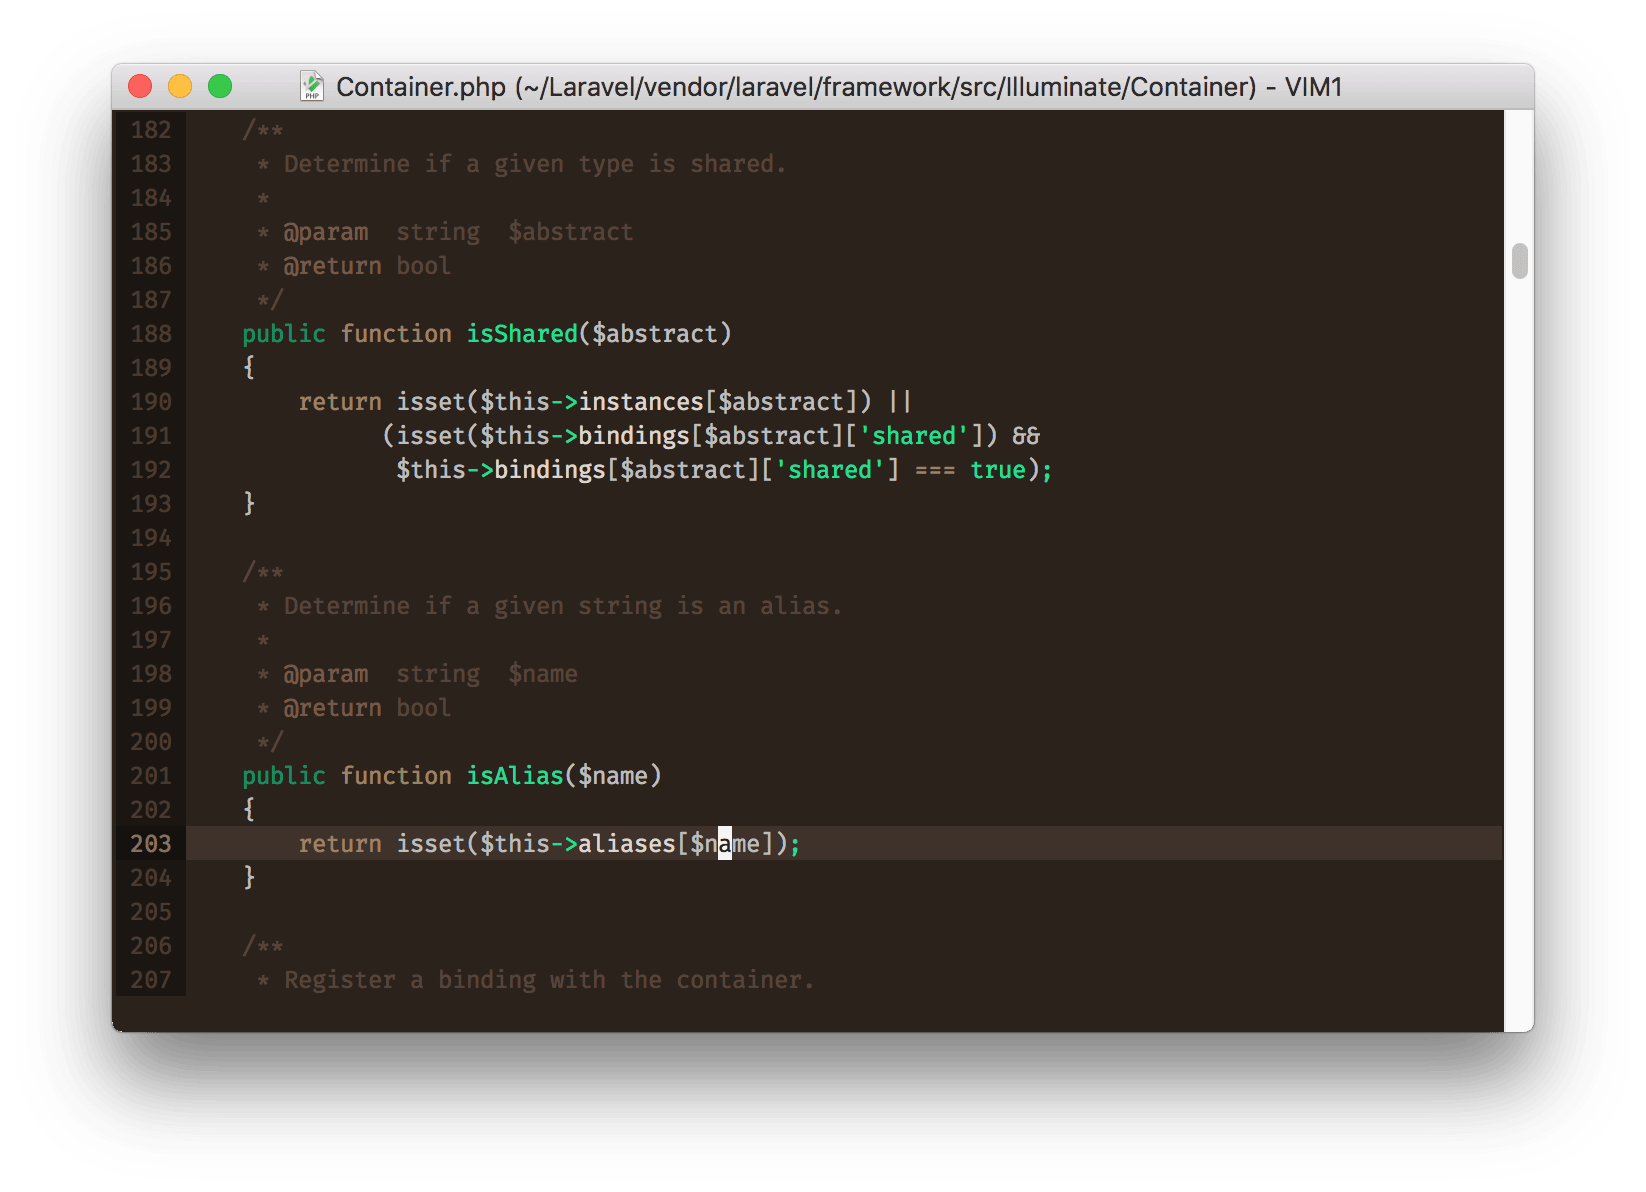 Container.php (~/Laravel/vendor/laravel/framework/src/Illuminate/Container) - VIM1
PHP
182     /**
183      * Determine if a given type is shared.
184      *
185      * @param  string  $abstract
186      * @return bool
187      */
188     public function isShared($abstract)
189     {
190         return isset($this->instances[$abstract]) ||
191               (isset($this->bindings[$abstract]['shared']) &&
192                $this->bindings[$abstract]['shared'] === true);
193     }
194
195     /**
196      * Determine if a given string is an alias.
197      *
198      * @param  string  $name
199      * @return bool
200      */
201     public function isAlias($name)
202     {
203         return isset($this->aliases[$name]);
204     }
205
206     /**
207      * Register a binding with the container.